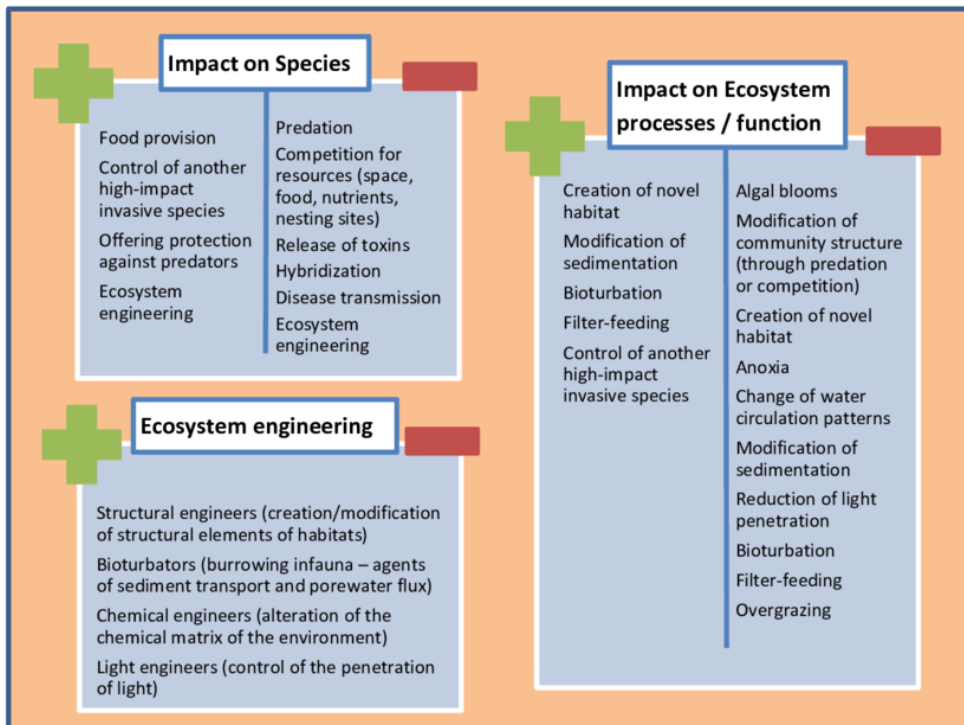 Impact on Species
Food provision
Control of another
high-impact
invasive species
Offering protection
against predators
Ecosystem
engineering
Predation
Competition for
resources (space,
food, nutrients,
nesting sites)
Release of toxins
Hybridization
Disease transmission
Ecosystem
engineering
Ecosystem engineering
Structural engineers (creation/modification
of structural elements of habitats)
Bioturbators (burrowing infauna – agents
of sediment transport and porewater flux)
Chemical engineers (alteration of the
chemical matrix of the environment)
Light engineers (control of the penetration
of light)
Impact on Ecosystem
processes / function
Creation of novel
habitat
Modification of
sedimentation
Bioturbation
Filter-feeding
Control of another
high-impact
invasive species
Algal blooms
Modification of
community structure
(through predation
or competition)
Creation of novel
habitat
Anoxia
Change of water
circulation patterns
Modification of
sedimentation
Reduction of light
penetration
Bioturbation
Filter-feeding
Overgrazing